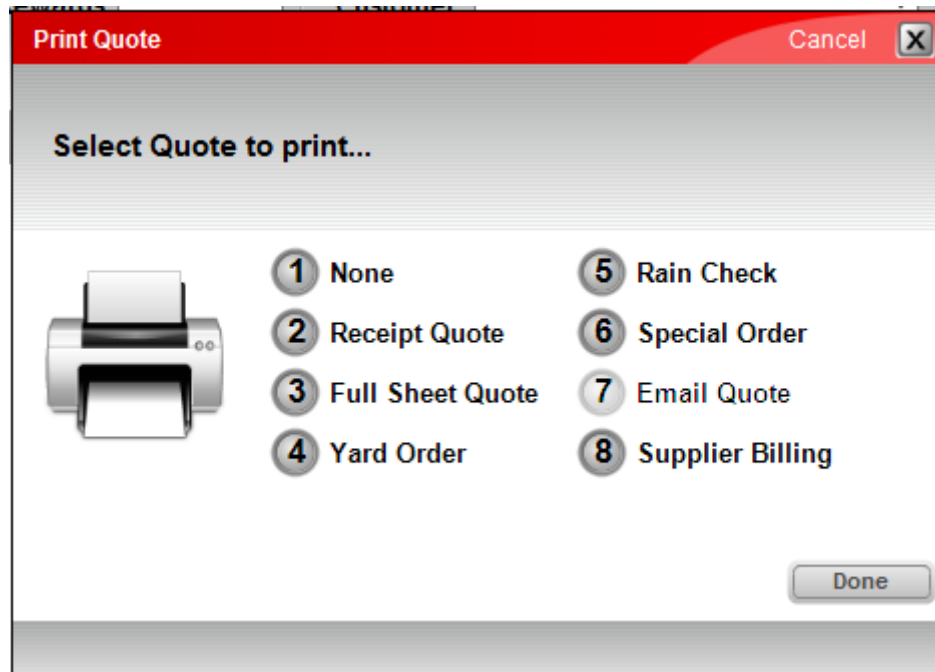 Customer
Print Quote Cancel X
Select Quote to print...
1 None
2 Receipt Quote
3 Full Sheet Quote
4 Yard Order
5 Rain Check
6 Special Order
7 Email Quote
8 Supplier Billing
Done